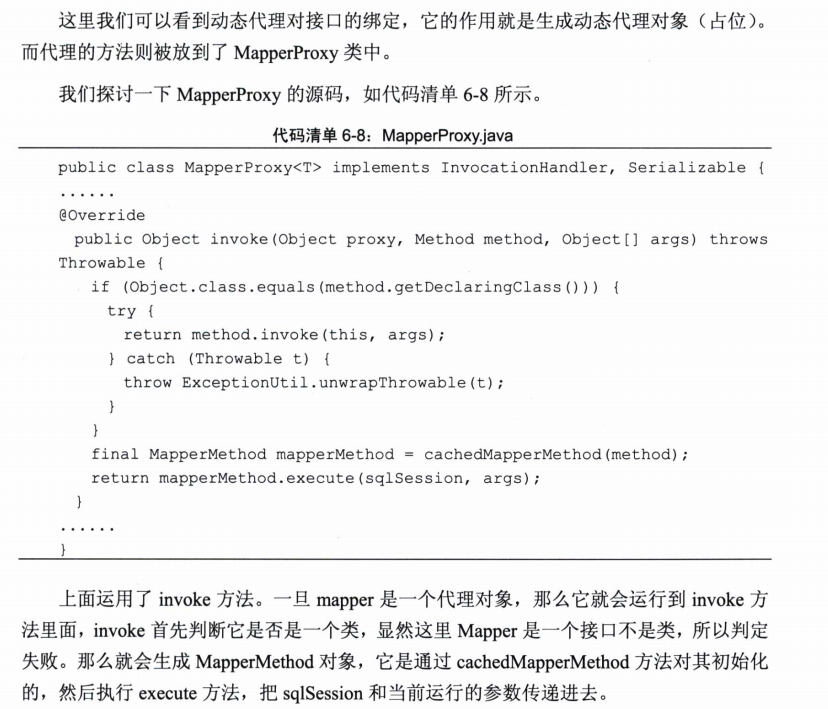 这里我们可以看到动态代理对接口的绑定，它的作用就是生成动态代理对象（占位）。
而代理的方法则被放到了 MapperProxy 类中。
我们探讨一下 MapperProxy 的源码，如代码清单 6-8 所示。
代码清单 6-8：MapperProxy.java
public class MapperProxy<T> implements InvocationHandler, Serializable {
......
@Override
public Object invoke(Object proxy, Method method, Object[] args) throws
Throwable {
if (Object.class.equals(method.getDeclaringClass())) {
try {
return method.invoke(this, args);
} catch (Throwable t) {
throw ExceptionUtil.unwrapThrowable(t);
}
}
final MapperMethod mapperMethod = cachedMapperMethod(method);
return mapperMethod.execute(sqlSession, args);
}
......
}
上面运用了 invoke 方法。一旦 mapper 是一个代理对象，那么它就会运行到 invoke 方
法里面，invoke 首先判断它是否是一个类，显然这里 Mapper 是一个接口不是类，所以判定
失败。那么就会生成 MapperMethod 对象，它是通过 cachedMapperMethod 方法对其初始化
的，然后执行 execute 方法，把 sqlSession 和当前运行的参数传递进去。